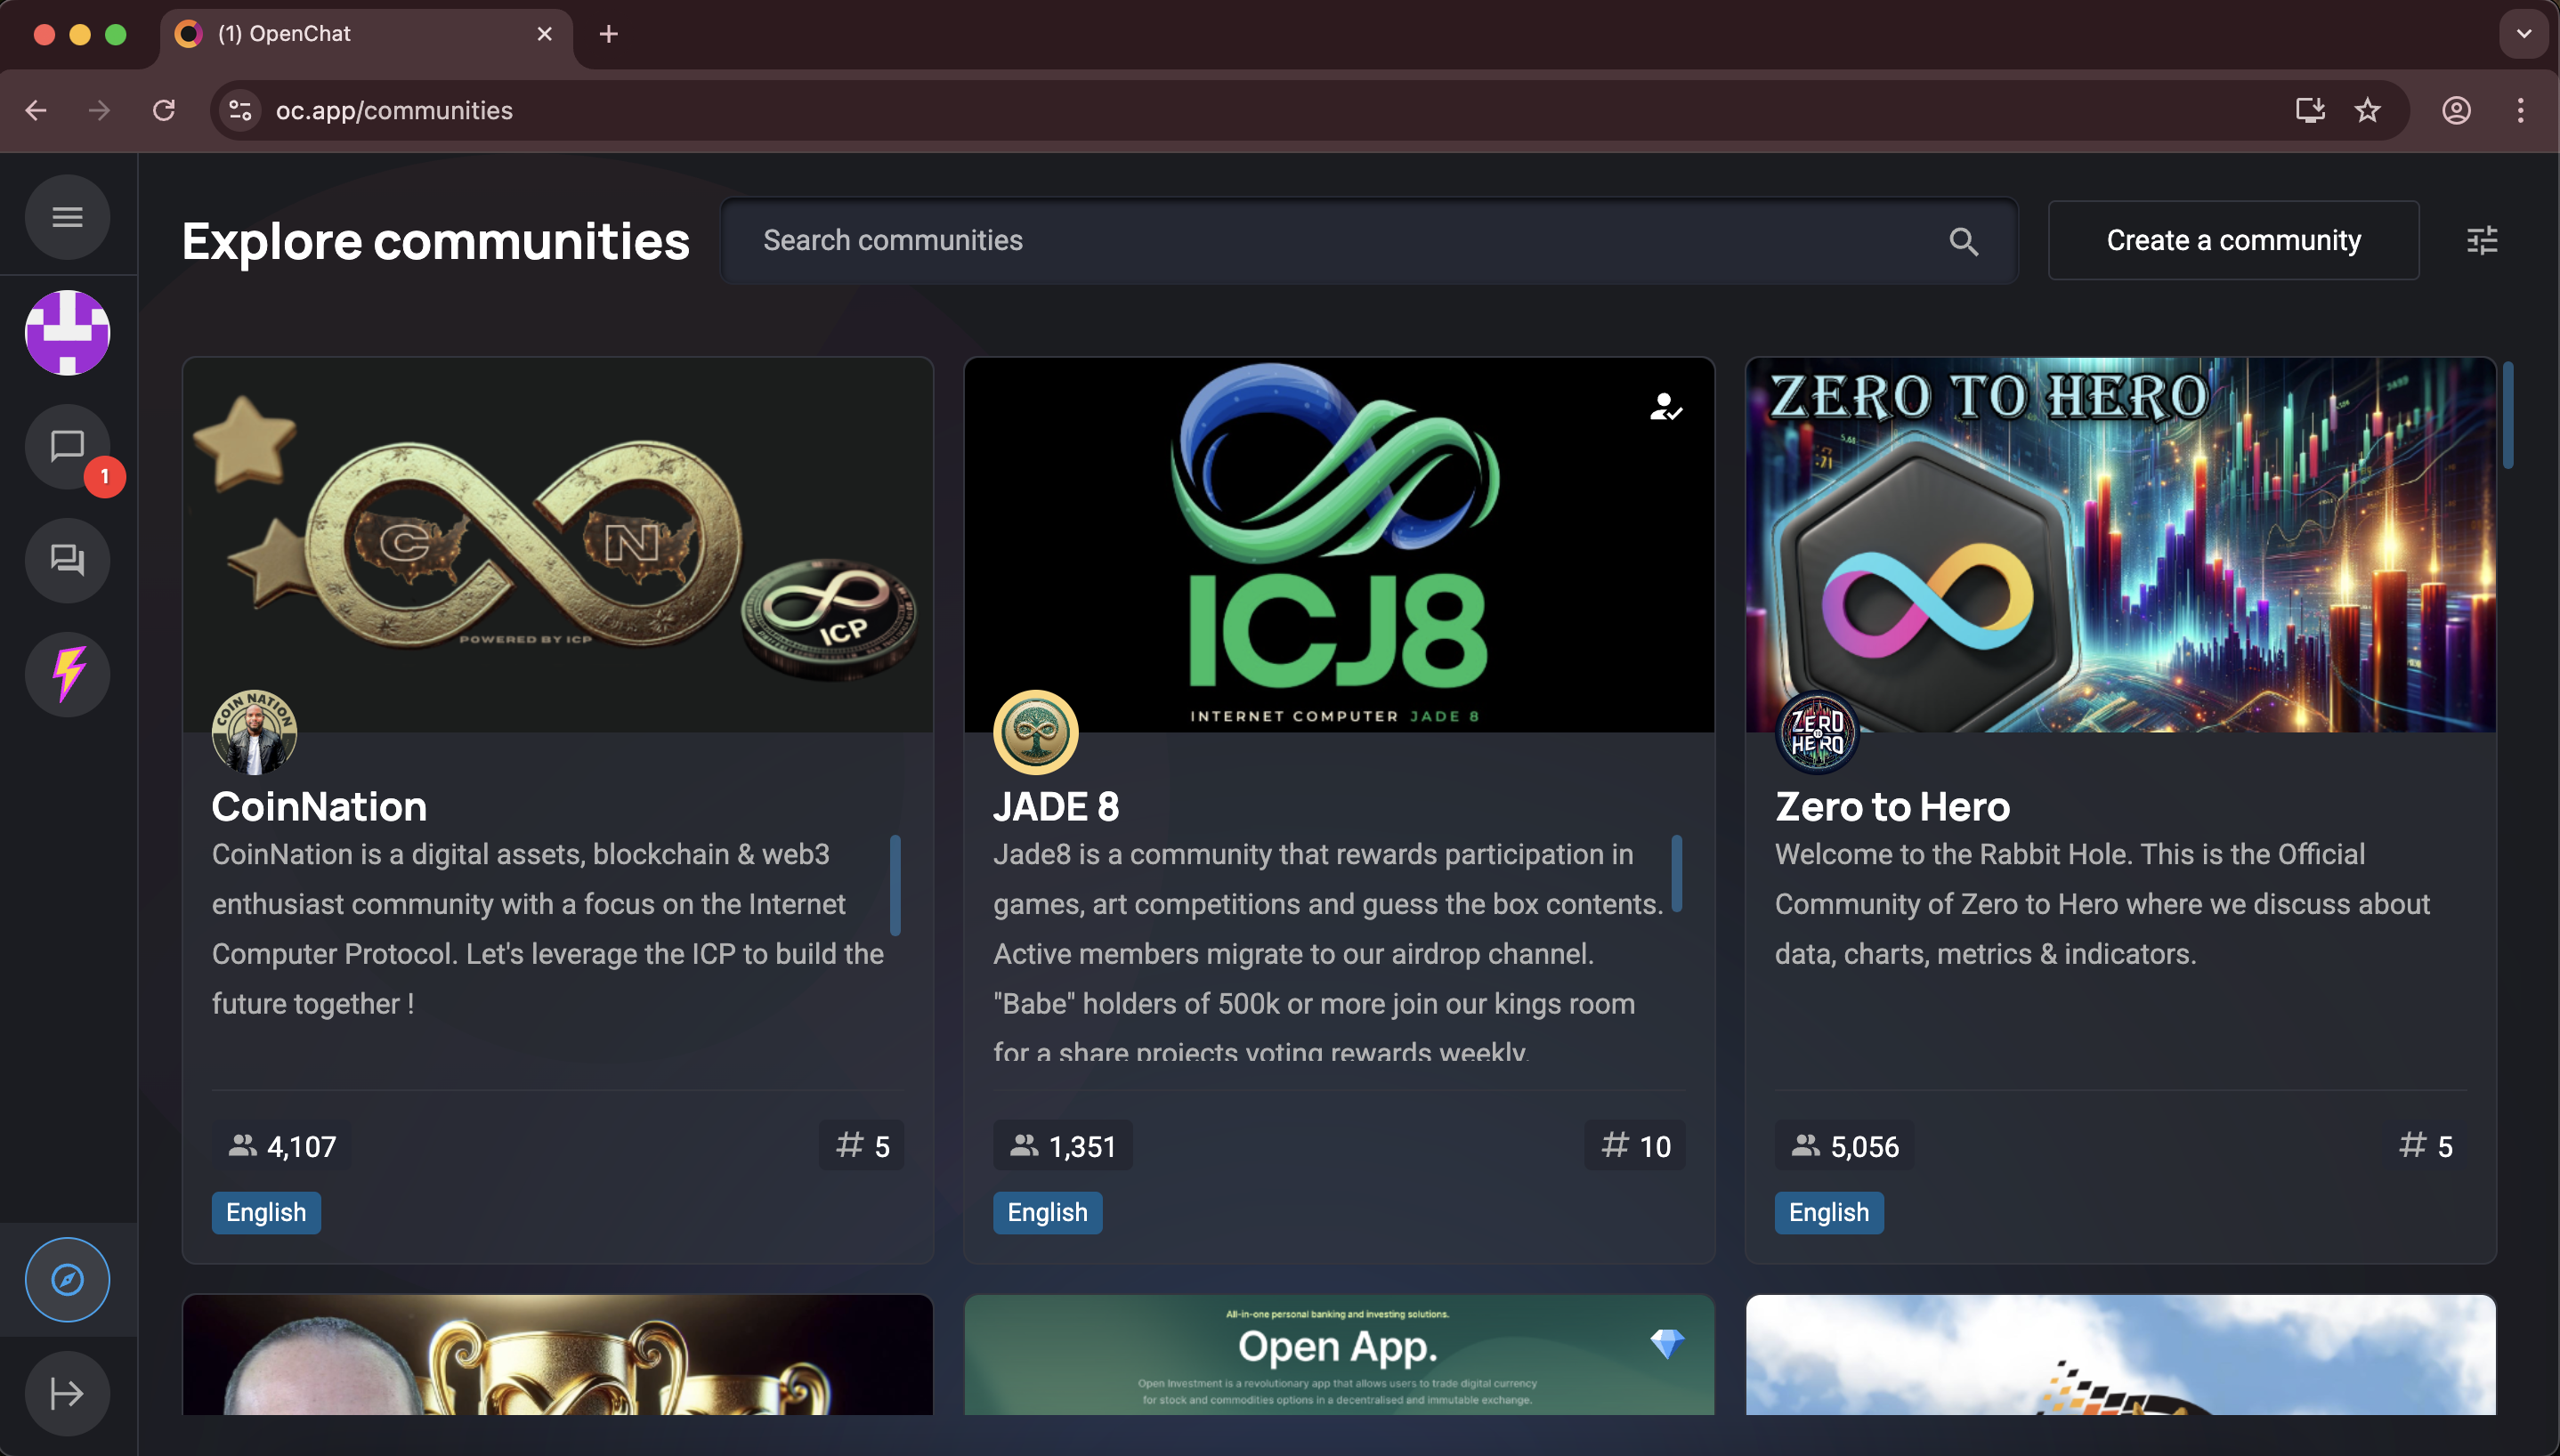 (1) OpenChat
oc.app/communities
Explore communities
Search communities
Create a community
1
C N
POWERED BY ICP
ICP
COIN NATION
CoinNation
CoinNation is a digital assets, blockchain & web3
enthusiast community with a focus on the Internet
Computer Protocol. Let's leverage the ICP to build the
future together !
4,107
# 5
English
ICJ8
INTERNET COMPUTER JADE 8
JADE 8
Jade8 is a community that rewards participation in
games, art competitions and guess the box contents.
Active members migrate to our airdrop channel.
"Babe" holders of 500k or more join our kings room
for a share projects voting rewards weekly.
1,351
# 10
English
ZERO TO HERO
ZERO
TO
HERO
Zero to Hero
Welcome to the Rabbit Hole. This is the Official
Community of Zero to Hero where we discuss about
data, charts, metrics & indicators.
5,056
# 5
English
All-in-one personal banking and investing solutions.
Open App.
Open Investment is a revolutionary app that allows users to trade digital currency
for stock and commodities options in a decentralised and immutable exchange.